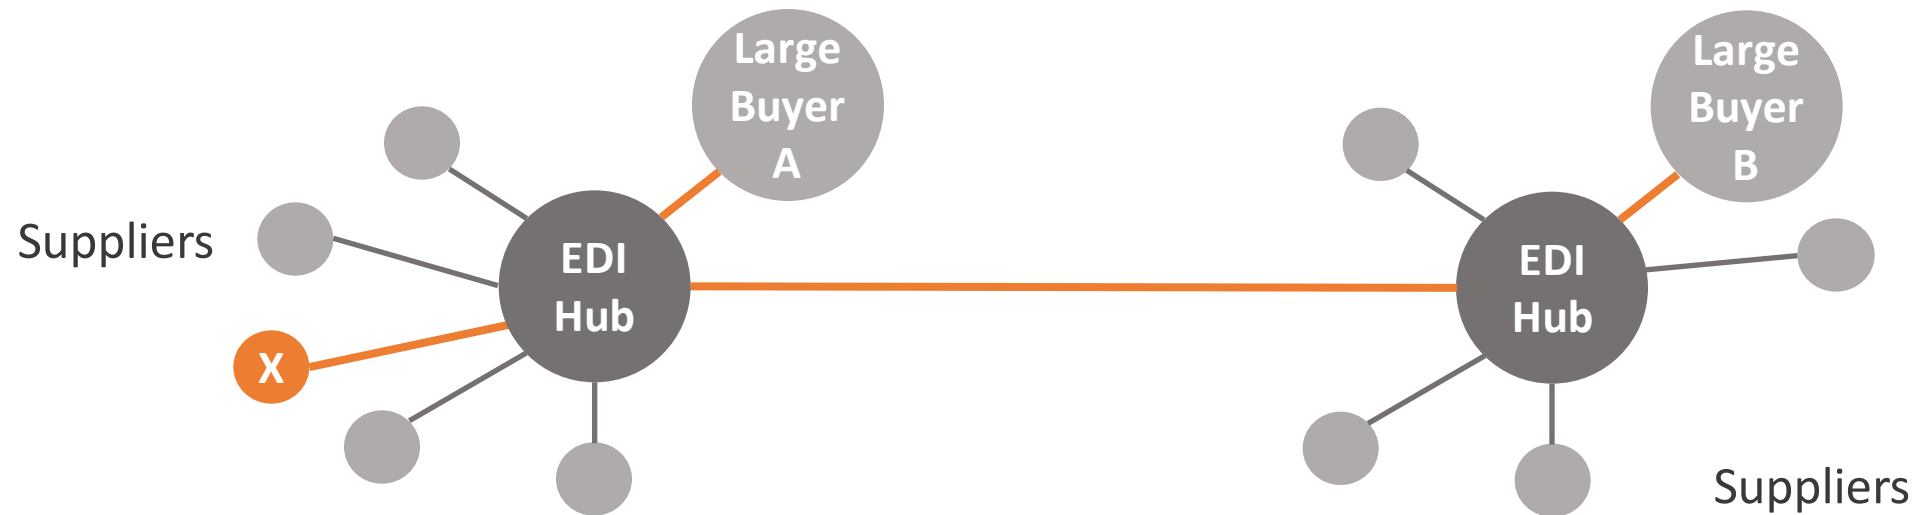 Large
Buyer
A
Large
Buyer
B
Suppliers
EDI
Hub
EDI
Hub
X
Suppliers